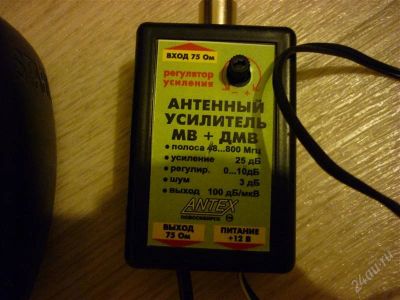 ВХОД 75 Ом
регулятор
усиления
- +
АНТЕННЫЙ
УСИЛИТЕЛЬ
МВ + ДМВ
• полоса 48...800 Мгц
• усиление 25 дБ
• регулир. 0...10дБ
• шум 3 дБ
• выход 100 дБ/мкВ
ANTEX
НОВОСИБИРСК
ВЫХОД
75 Ом
ПИТАНИЕ
+12 В
24au.ru